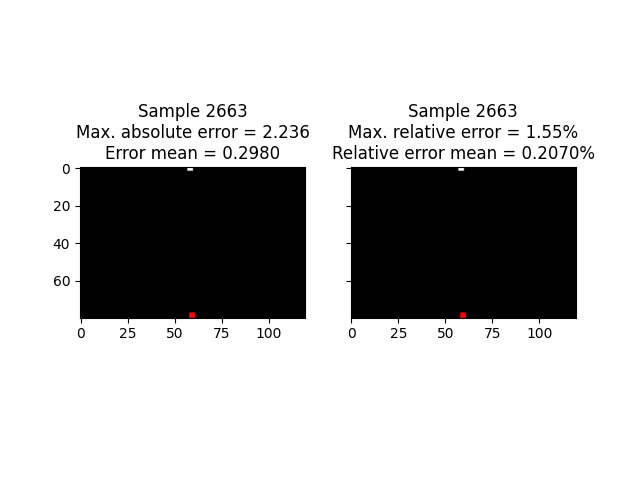 Sample 2663
Max. absolute error = 2.236
Error mean = 0.2980
Sample 2663
Max. relative error = 1.55%
Relative error mean = 0.2070%
0
20
40
60
0 25 50 75 100
0 25 50 75 100